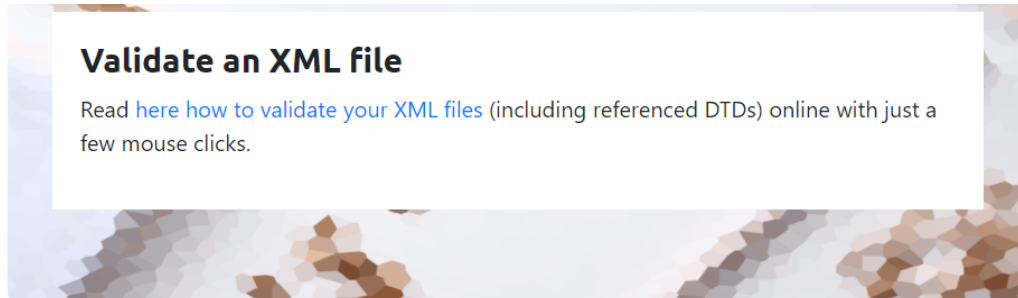 Validate an XML file
Read here how to validate your XML files (including referenced DTDs) online with just a
few mouse clicks.